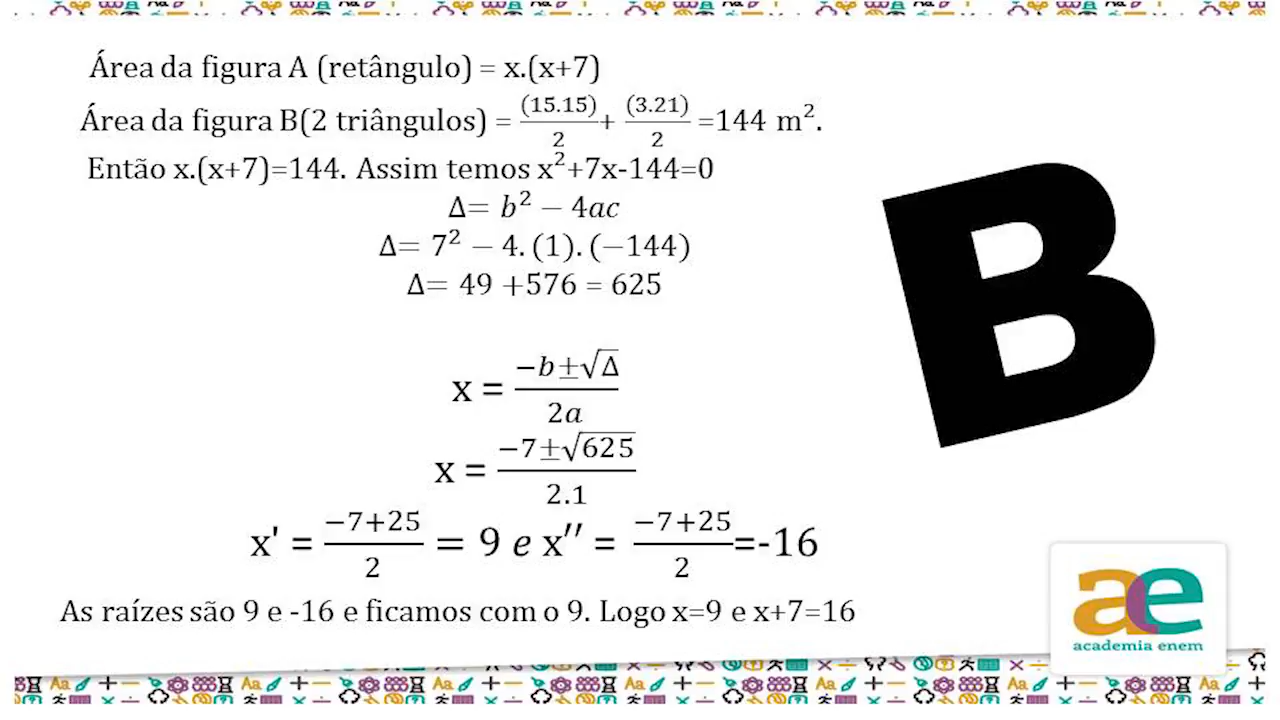 Área da figura A (retângulo) = x.(x+7)
Área da figura B(2 triângulos) = (15.15)/2 + (3.21)/2 =144 m².
Então x.(x+7)=144. Assim temos x²+7x-144=0
Δ= b² − 4ac
Δ= 7² − 4. (1). (−144)
Δ= 49 +576 = 625
x = (−b±√Δ)/2a
x = (−7±√625)/2.1
x' = (−7+25)/2 = 9 e x′′ = (−7+25)/2=-16
As raízes são 9 e -16 e ficamos com o 9. Logo x=9 e x+7=16
B
ae
academia enem